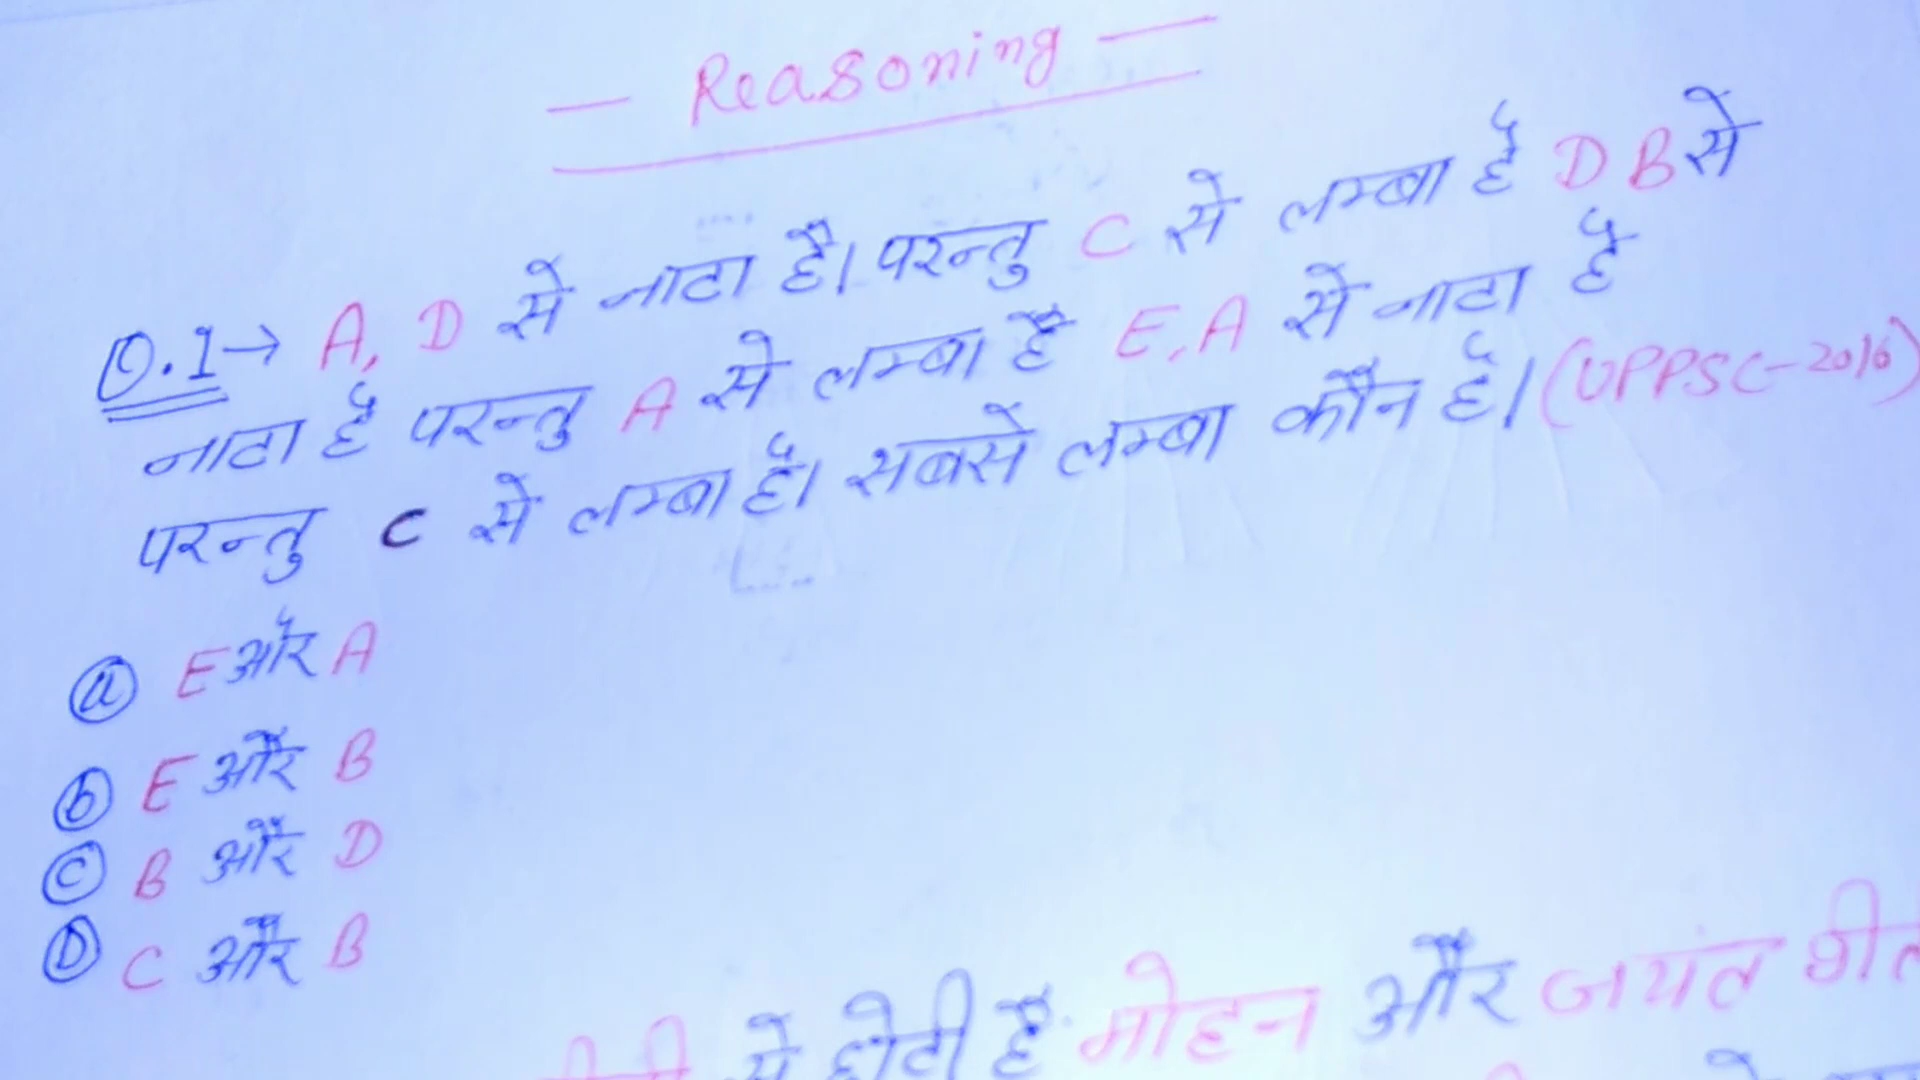 — Reasoning —
Q.1→ A, D से नाटा है। परन्तु C से लम्बा है D B से
नाटा है परन्तु A से लम्बा है E, A से नाटा है
परन्तु C से लम्बा है। सबसे लम्बा कौन है। (UPPSC-2016)
(a) E और A
(b) E और B
(C) B और D
(D) C और B
से छोटी है मोहन और जयंत